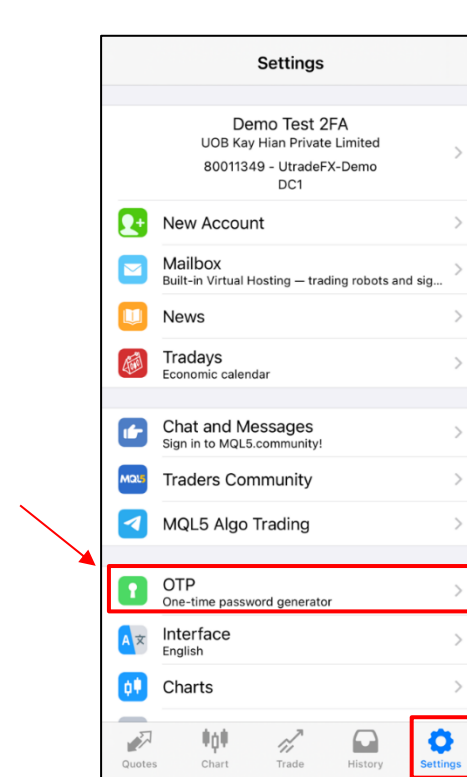 Settings
Demo Test 2FA
UOB Kay Hian Private Limited
80011349 - UtradeFX-Demo
DC1
New Account
Mailbox
Built-in Virtual Hosting — trading robots and sig...
News
Tradays
Economic calendar
Chat and Messages
Sign in to MQL5.community!
MQL5
Traders Community
MQL5 Algo Trading
OTP
One-time password generator
A 文
Interface
English
Charts
Quotes
Chart
Trade
History
Settings